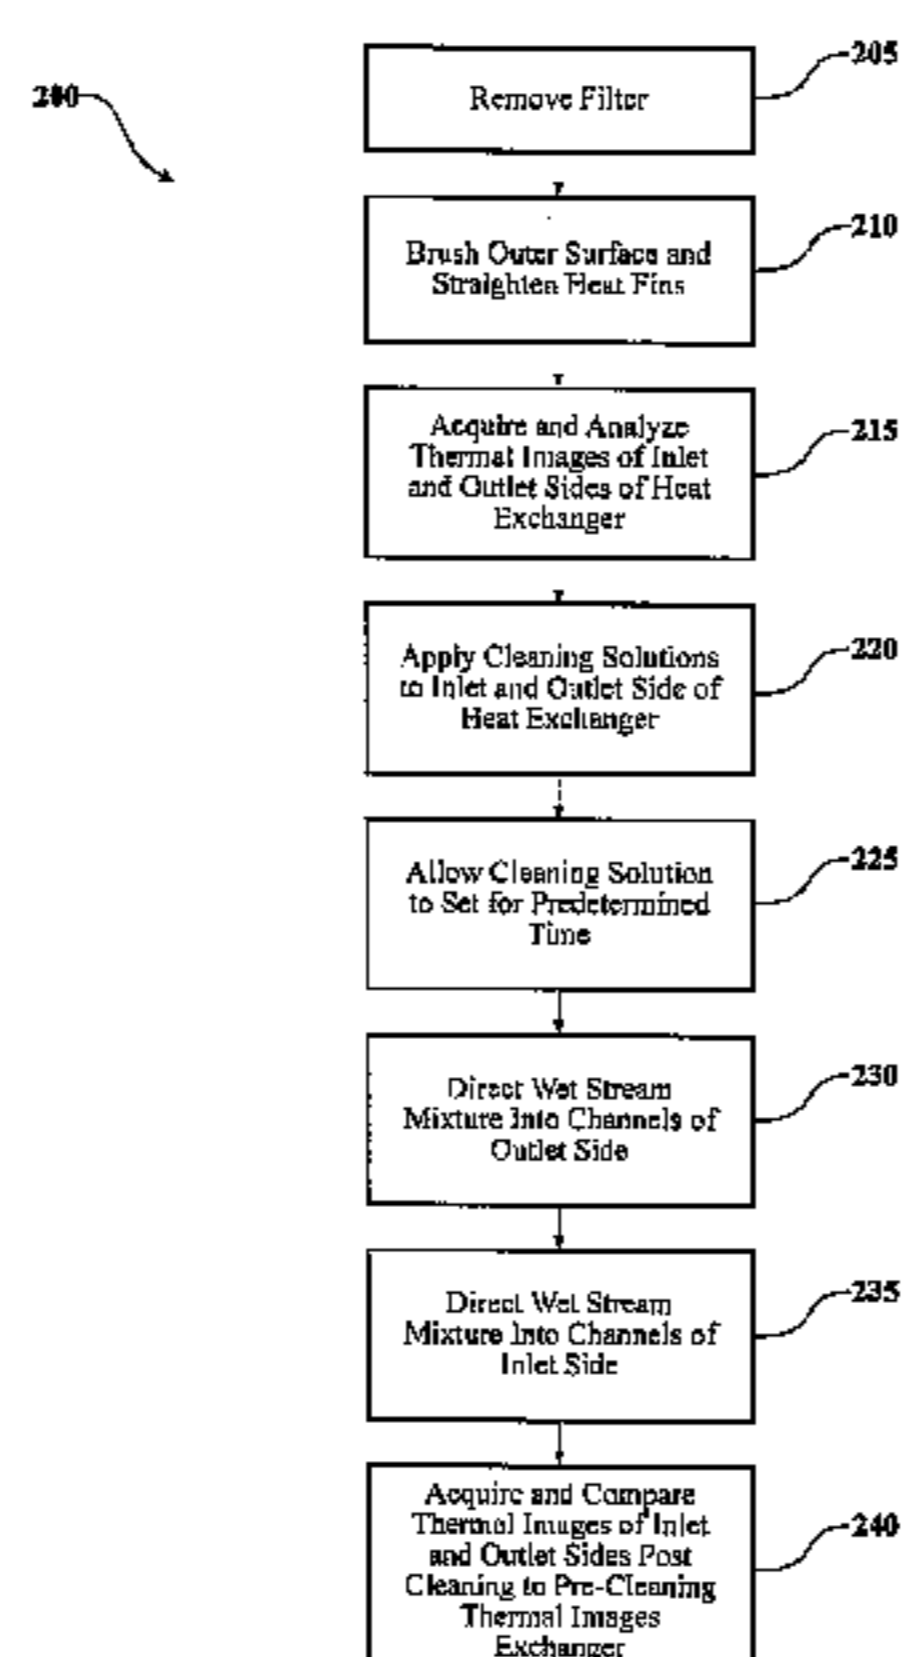 200
205
Remove Filter
210
Brush Outer Surface and
Straighten Heat Fins
215
Acquire and Analyze
Thermal Images of Inlet
and Outlet Sides of Heat
Exchanger
220
Apply Cleaning Solutions
to Inlet and Outlet Side of
Heat Exchanger
225
Allow Cleaning Solution
to Set for Predetermined
Time
230
Direct Wet Stream
Mixture Into Channels of
Outlet Side
235
Direct Wet Stream
Mixture Into Channels of
Inlet Side
240
Acquire and Compare
Thermal Images of Inlet
and Outlet Sides Post
Cleaning to Pre-Cleaning
Thermal Images
Exchanger